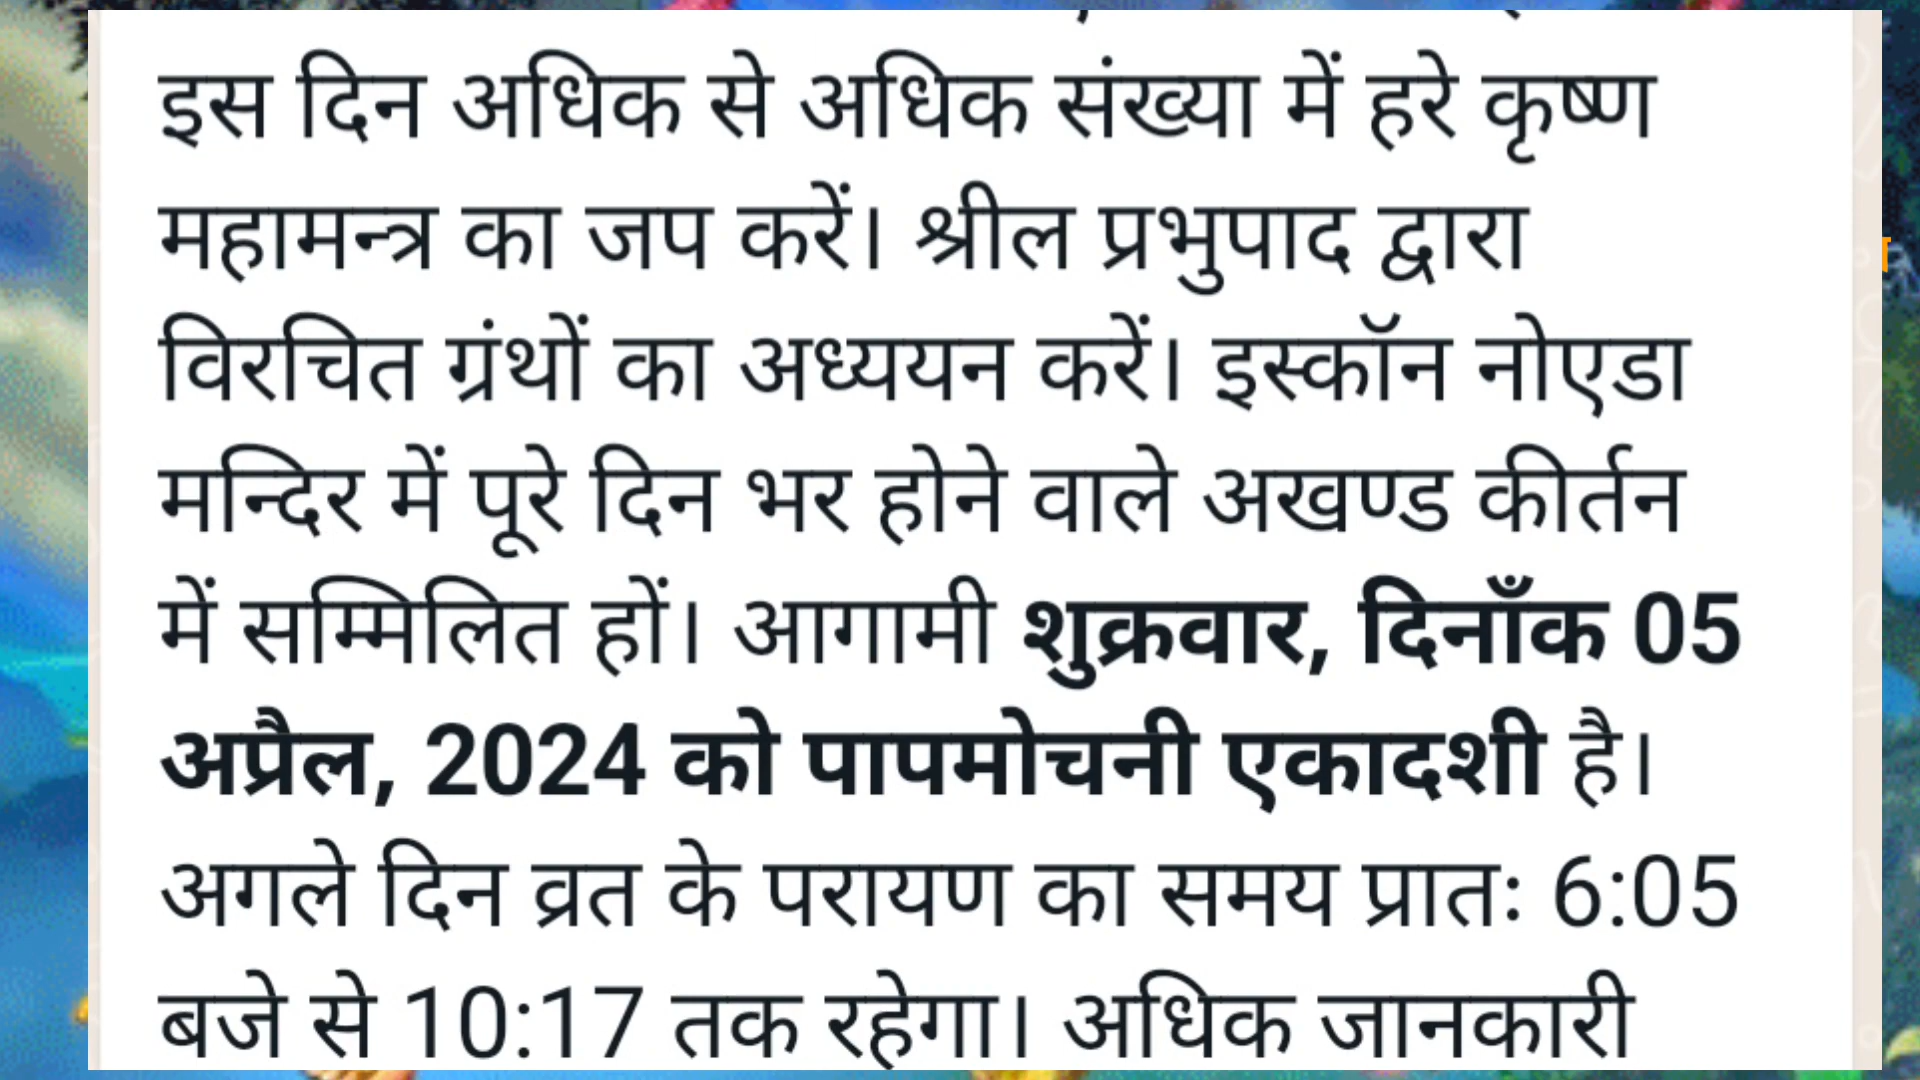 इस दिन अधिक से अधिक संख्या में हरे कृष्ण
महामन्त्र का जप करें। श्रील प्रभुपाद द्वारा
विरचित ग्रंथों का अध्ययन करें। इस्कॉन नोएडा
मन्दिर में पूरे दिन भर होने वाले अखण्ड कीर्तन
में सम्मिलित हों। आगामी शुक्रवार, दिनाँक 05
अप्रैल, 2024 को पापमोचनी एकादशी है।
अगले दिन व्रत के परायण का समय प्रातः 6:05
बजे से 10:17 तक रहेगा। अधिक जानकारी